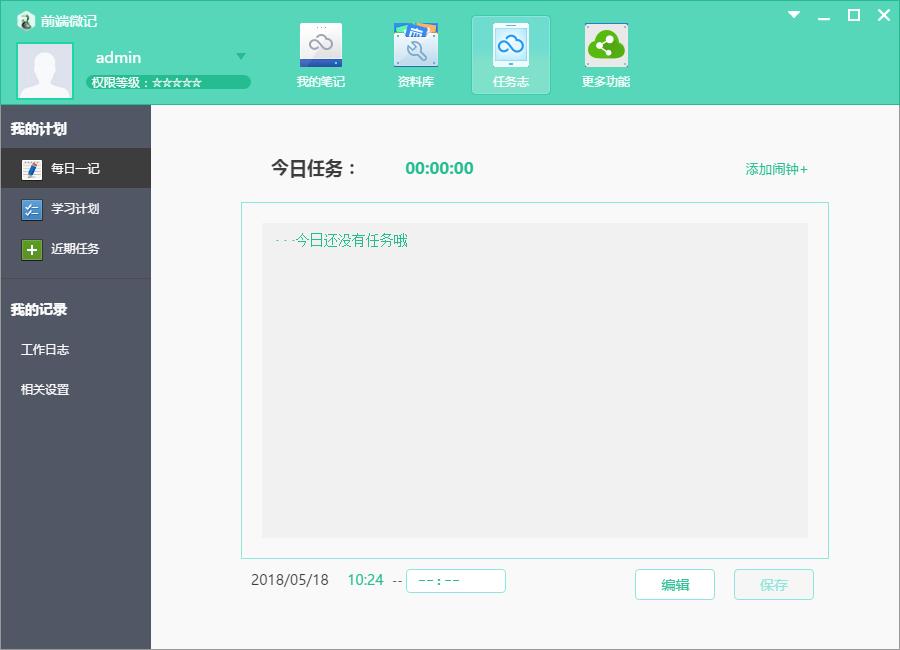 前端微记
admin
权限等级：☆☆☆☆☆
我的笔记
资料库
任务志
更多功能
我的计划
每日一记
学习计划
近期任务
我的记录
工作日志
相关设置
今日任务： 00:00:00 添加闹钟+
- - -今日还没有任务哦
2018/05/18 10:24 -- --:--
编辑
保存